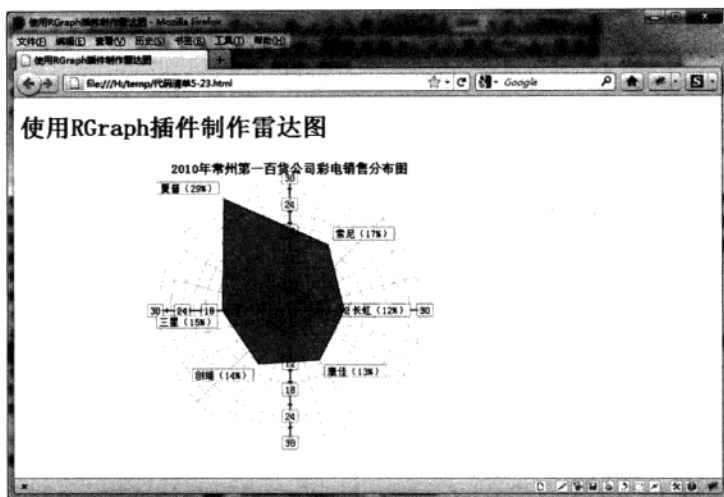 使用RGraph插件制作雷达图 - Mozilla Firefox
文件(F) 编辑(E) 查看(V) 历史(S) 书签(B) 工具(T) 帮助(H)
使用RGraph插件制作雷达图
file:///H:/temp/代码清单5-23.html
Google
使用RGraph插件制作雷达图
2010年常州第一百货公司彩电销售分布图
30
夏普（29%）
24
索尼（17%）
30 24 18
长虹（12%）
30
三星（15%）
12
创维（14%）
康佳（13%）
18
24
30